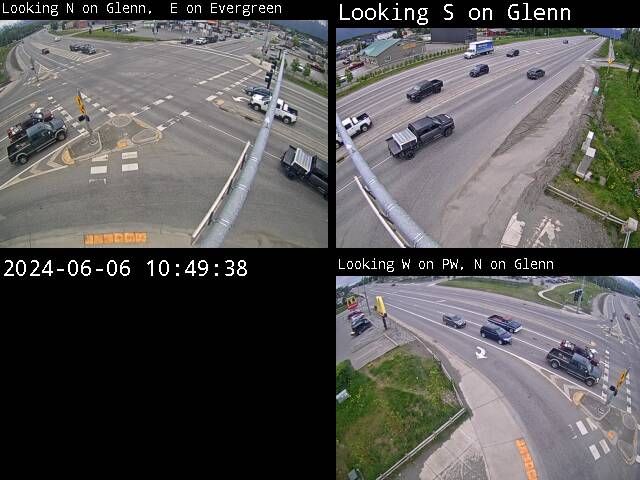 Looking N on Glenn,  E on Evergreen
Looking S on Glenn
2024-06-06 10:49:38
Looking W on PW, N on Glenn